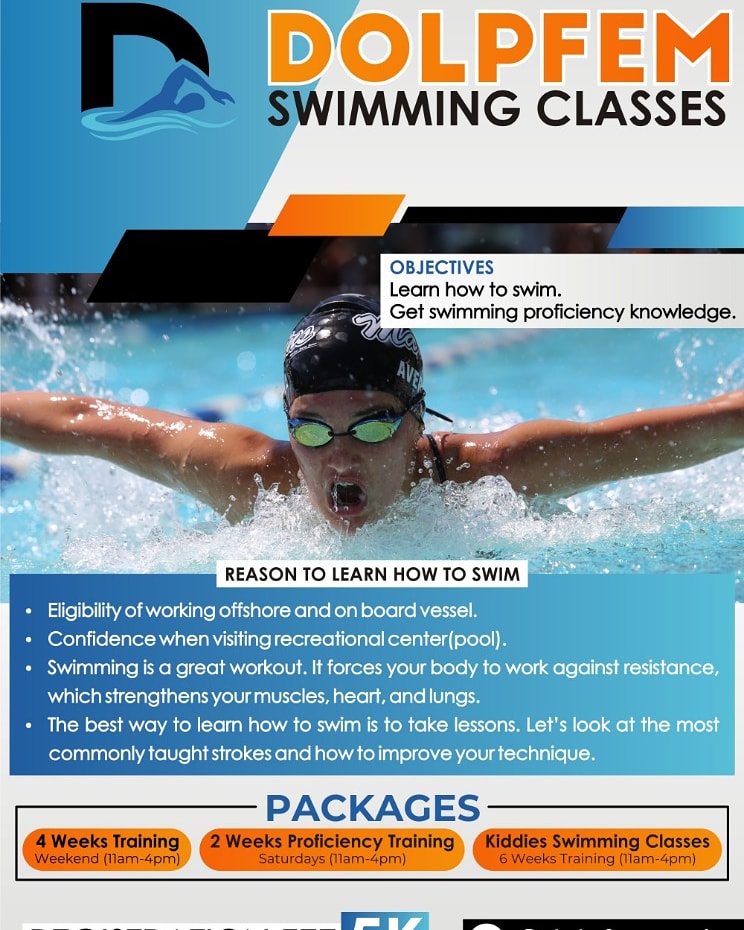 D
DOLPFEM
SWIMMING CLASSES
OBJECTIVES
Learn how to swim.
Get swimming proficiency knowledge.
REASON TO LEARN HOW TO SWIM
• Eligibility of working offshore and on board vessel.
• Confidence when visiting recreational center(pool).
• Swimming is a great workout. It forces your body to work against resistance,
which strengthens your muscles, heart, and lungs.
• The best way to learn how to swim is to take lessons. Let's look at the most
commonly taught strokes and how to improve your technique.
PACKAGES
4 Weeks Training
Weekend (11am-4pm)
2 Weeks Proficiency Training
Saturdays (11am-4pm)
Kiddies Swimming Classes
6 Weeks Training (11am-4pm)
REGISTRATION FEE 5K